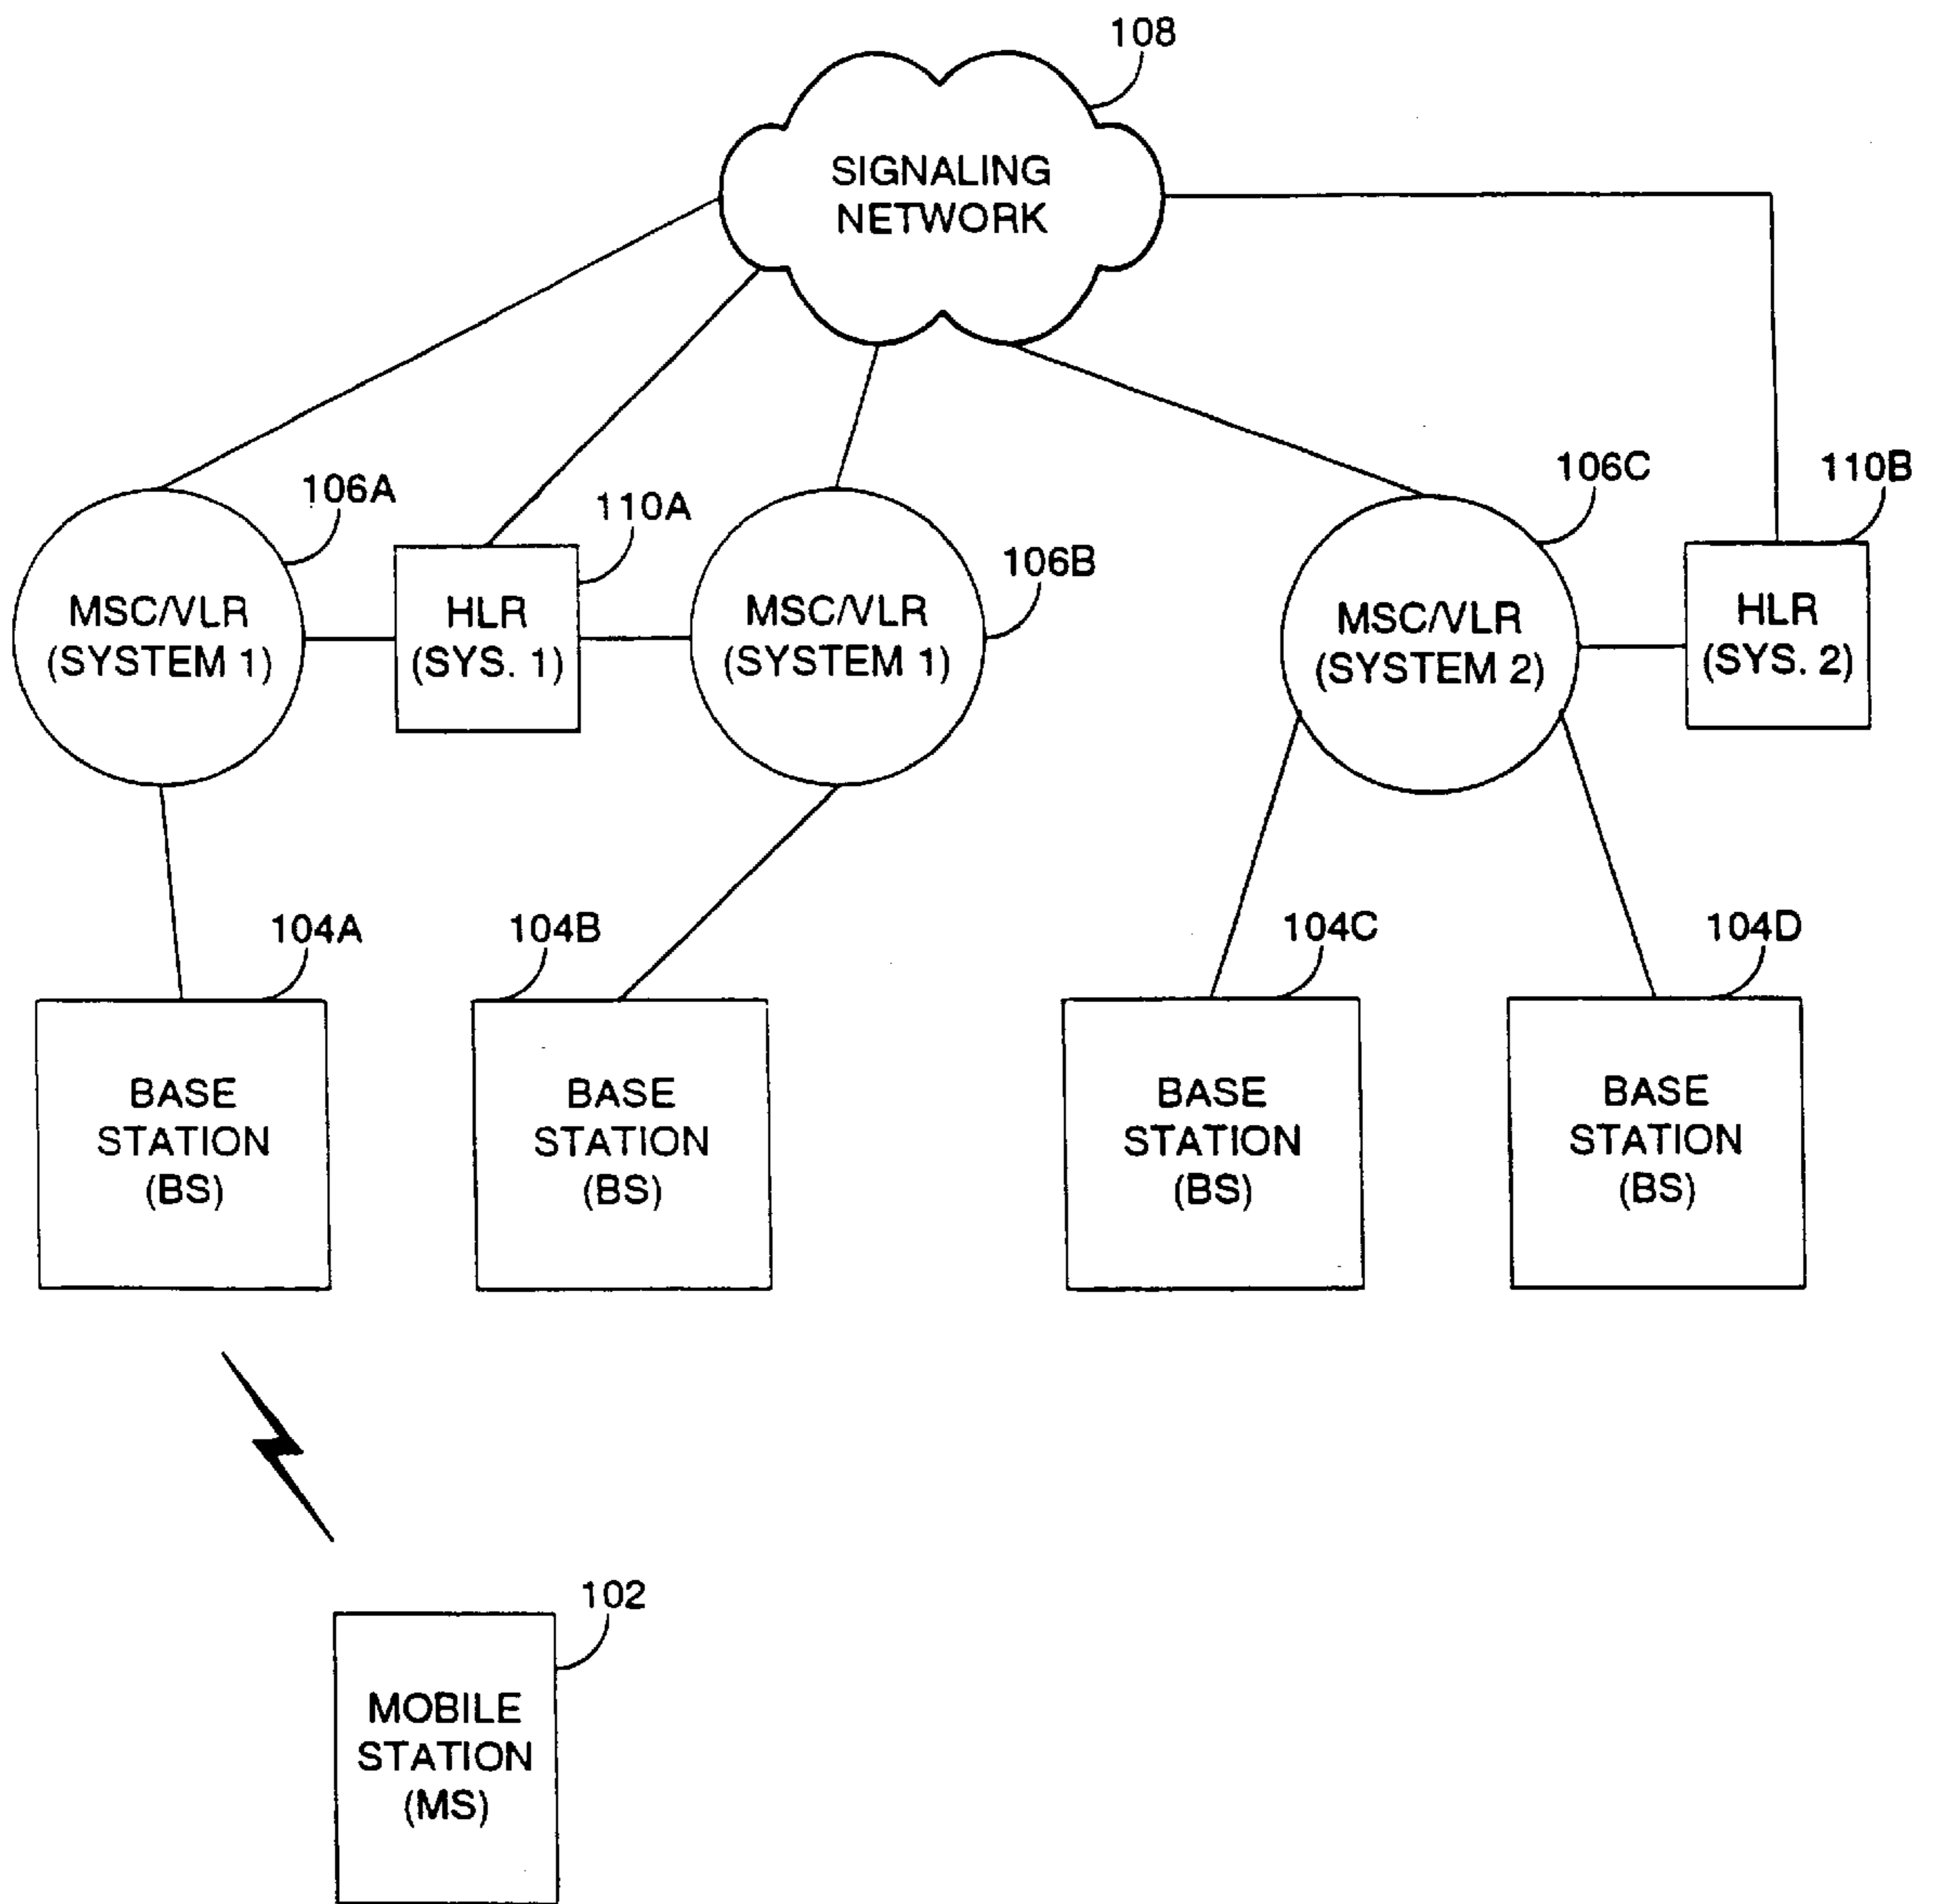 108
SIGNALING
NETWORK
106A
110A
106B
106C
110B
MSC/VLR
(SYSTEM 1)
HLR
(SYS. 1)
MSC/VLR
(SYSTEM 1)
MSC/VLR
(SYSTEM 2)
HLR
(SYS. 2)
104A
104B
104C
104D
BASE
STATION
(BS)
BASE
STATION
(BS)
BASE
STATION
(BS)
BASE
STATION
(BS)
102
MOBILE
STATION
(MS)